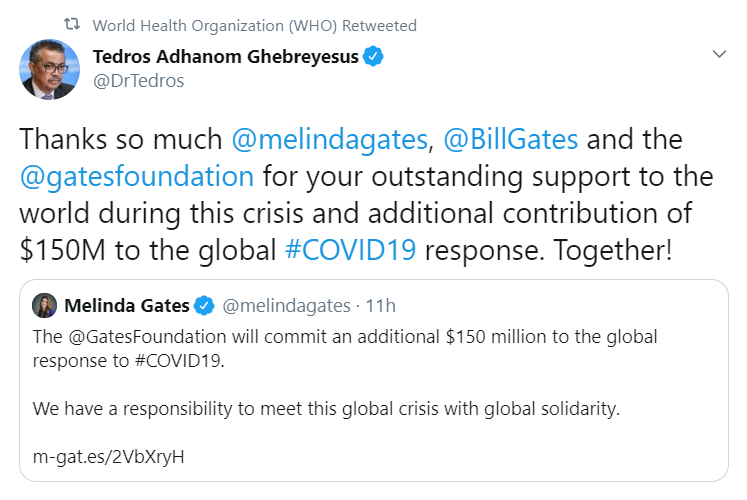 World Health Organization (WHO) Retweeted
Tedros Adhanom Ghebreyesus
@DrTedros
Thanks so much @melindagates, @BillGates and the
@gatesfoundation for your outstanding support to the
world during this crisis and additional contribution of
$150M to the global #COVID19 response. Together!
Melinda Gates @melindagates · 11h
The @GatesFoundation will commit an additional $150 million to the global
response to #COVID19.
We have a responsibility to meet this global crisis with global solidarity.
m-gat.es/2VbXryH